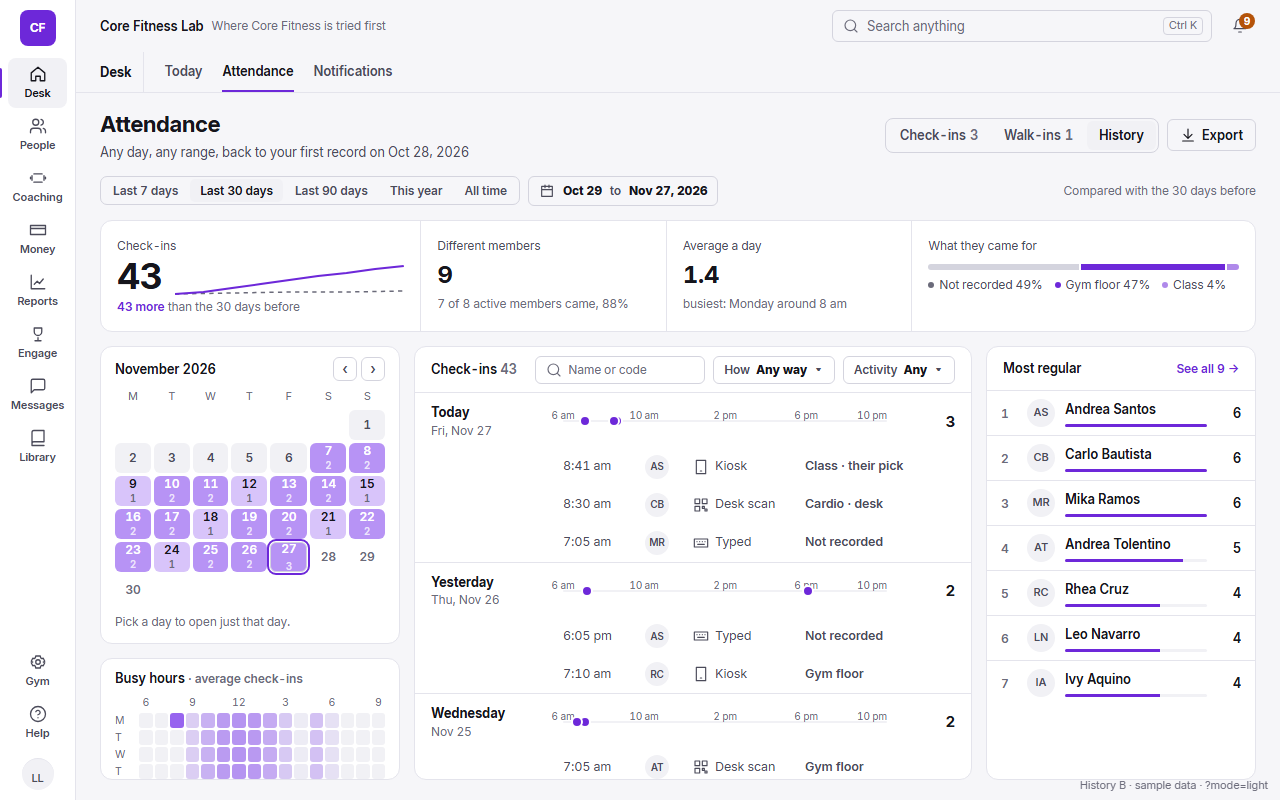 CF
Core Fitness Lab Where Core Fitness is tried first
Search anything
Ctrl K
9
Desk
People
Coaching
Money
Reports
Engage
Messages
Library
Gym
Help
LL
Desk Today Attendance Notifications
Attendance
Any day, any range, back to your first record on Oct 28, 2026
Check-ins 3 Walk-ins 1 History
Export
Last 7 days Last 30 days Last 90 days This year All time
Oct 29 to Nov 27, 2026
Compared with the 30 days before
Check-ins
43
43 more than the 30 days before
Different members
9
7 of 8 active members came, 88%
Average a day
1.4
busiest: Monday around 8 am
What they came for
Not recorded 49% Gym floor 47% Class 4%
November 2026
M T W T F S S
1
2 3 4 5 6 7 8
2 2
9 10 11 12 13 14 15
1 2 2 1 2 2 1
16 17 18 19 20 21 22
2 2 1 2 2 1 2
23 24 25 26 27 28 29
2 1 2 2 3
30
Pick a day to open just that day.
Busy hours · average check-ins
6 9 12 3 6 9
M
T
W
T
Check-ins 43
Name or code
How Any way
Activity Any
Today
Fri, Nov 27
6 am 10 am 2 pm 6 pm 10 pm
3
8:41 am AS Kiosk Class · their pick
8:30 am CB Desk scan Cardio · desk
7:05 am MR Typed Not recorded
Yesterday
Thu, Nov 26
6 am 10 am 2 pm 6 pm 10 pm
2
6:05 pm AS Typed Not recorded
7:10 am RC Kiosk Gym floor
Wednesday
Nov 25
6 am 10 am 2 pm 6 pm 10 pm
2
7:05 am AT Desk scan Gym floor
Most regular
See all 9 →
1 AS Andrea Santos 6
2 CB Carlo Bautista 6
3 MR Mika Ramos 6
4 AT Andrea Tolentino 5
5 RC Rhea Cruz 4
6 LN Leo Navarro 4
7 IA Ivy Aquino 4
History B · sample data · ?mode=light